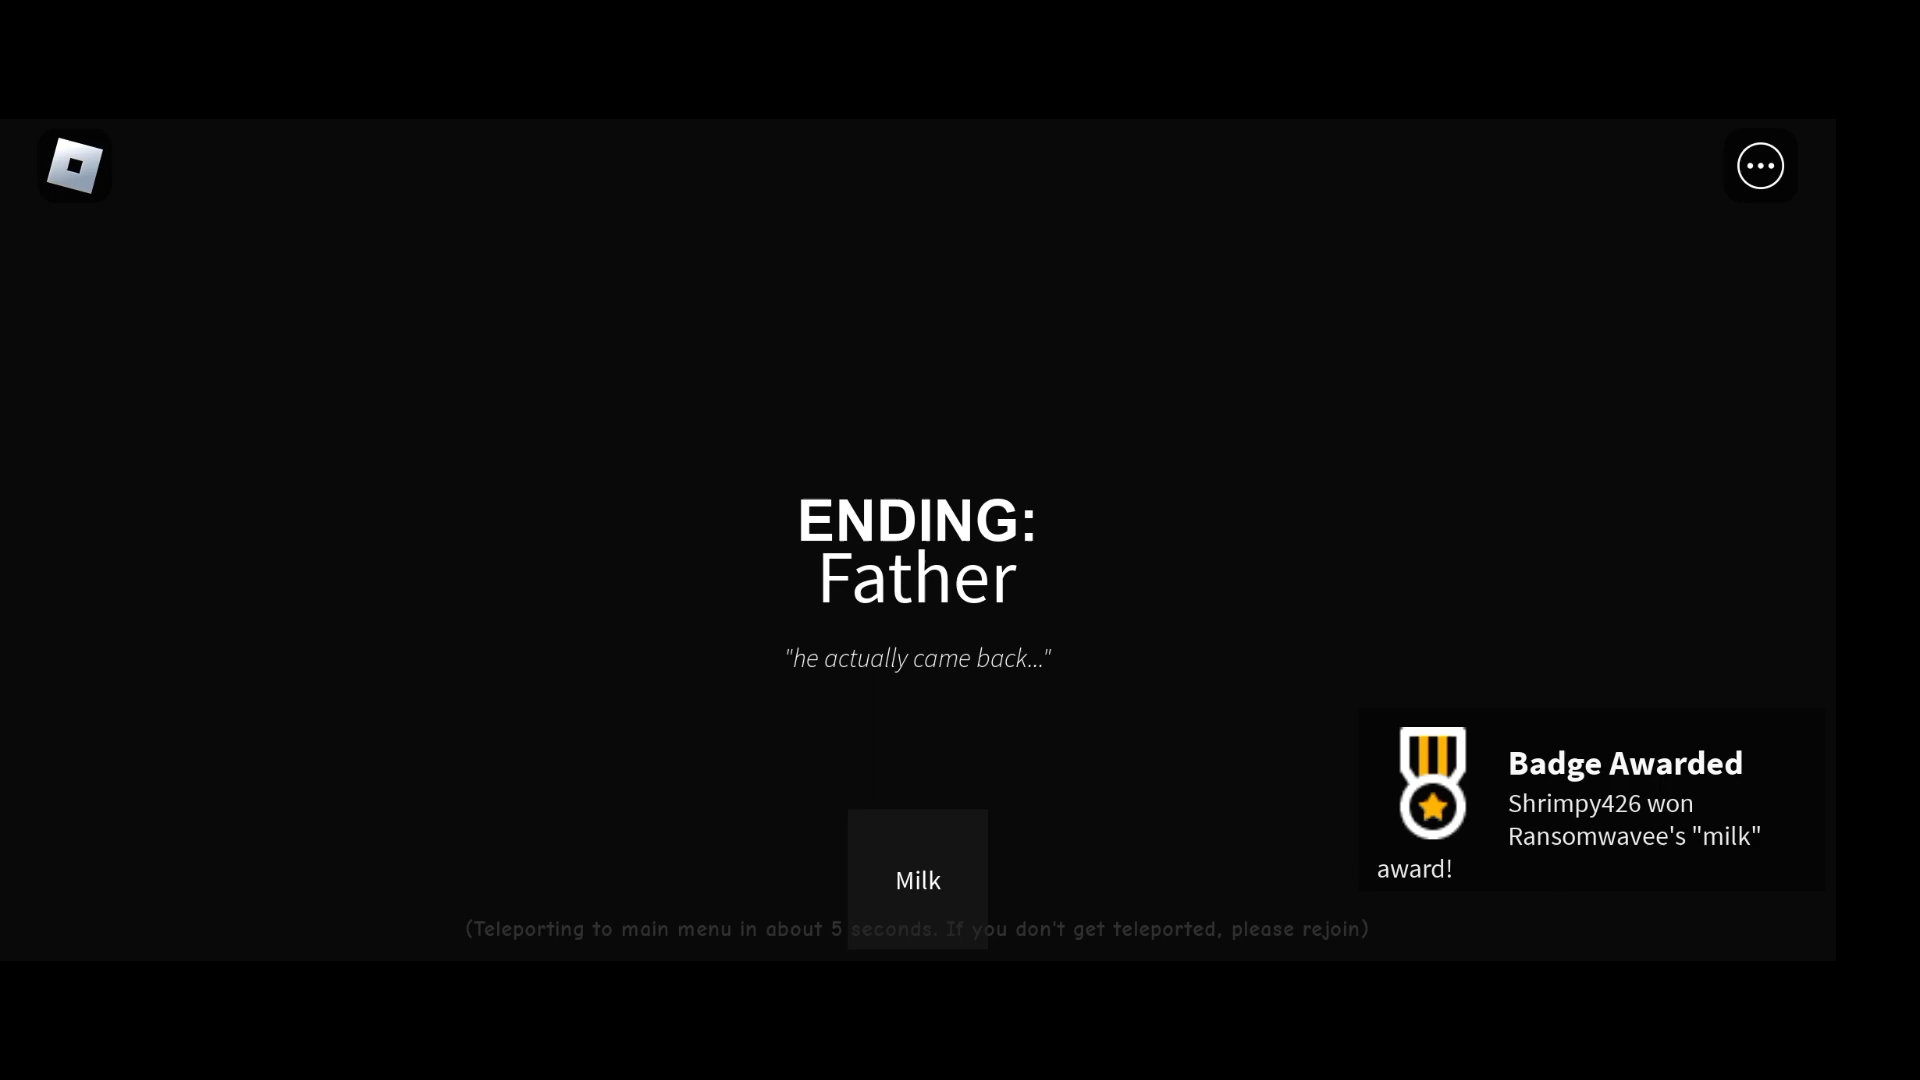 ENDING:
Father
"he actually came back..."
Badge Awarded
Shrimpy426 won
Ransomwavee's "milk"
award!
Milk
(Teleporting to main menu in about 5 seconds. If you don't get teleported, please rejoin)